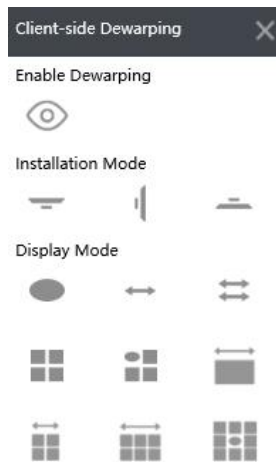 Client-side Dewarping
Enable Dewarping
Installation Mode
Display Mode